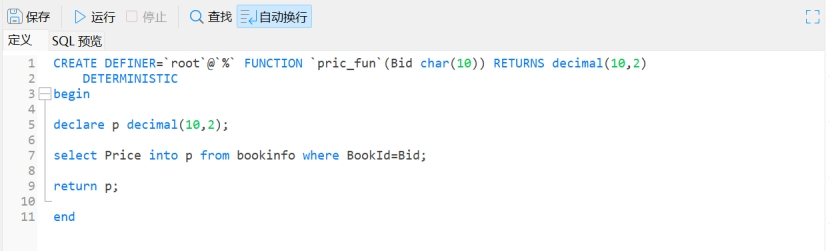 保存 运行 停止 查找 自动换行
定义 SQL 预览
1 CREATE DEFINER=`root`@`%` FUNCTION `pric_fun`(Bid char(10)) RETURNS decimal(10,2)
2 DETERMINISTIC
3 begin
4
5 declare p decimal(10,2);
6
7 select Price into p from bookinfo where BookId=Bid;
8
9 return p;
10
11 end